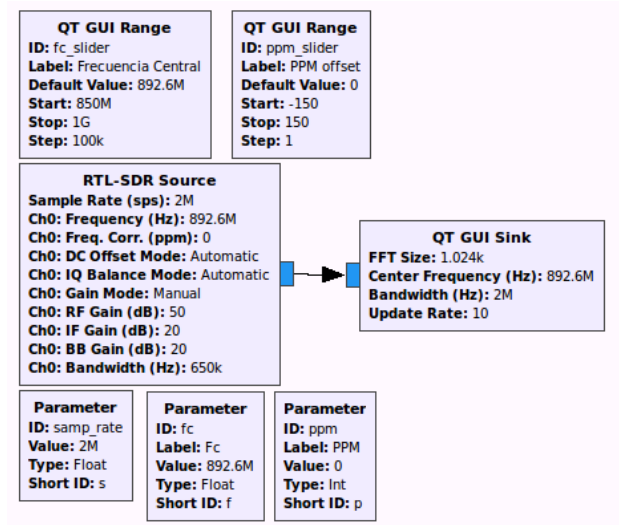 QT GUI Range
ID: fc_slider
Label: Frecuencia Central
Default Value: 892.6M
Start: 850M
Stop: 1G
Step: 100k
QT GUI Range
ID: ppm_slider
Label: PPM offset
Default Value: 0
Start: -150
Stop: 150
Step: 1
RTL-SDR Source
Sample Rate (sps): 2M
Ch0: Frequency (Hz): 892.6M
Ch0: Freq. Corr. (ppm): 0
Ch0: DC Offset Mode: Automatic
Ch0: IQ Balance Mode: Automatic
Ch0: Gain Mode: Manual
Ch0: RF Gain (dB): 50
Ch0: IF Gain (dB): 20
Ch0: BB Gain (dB): 20
Ch0: Bandwidth (Hz): 650k
QT GUI Sink
FFT Size: 1.024k
Center Frequency (Hz): 892.6M
Bandwidth (Hz): 2M
Update Rate: 10
Parameter
ID: samp_rate
Value: 2M
Type: Float
Short ID: s
Parameter
ID: fc
Label: Fc
Value: 892.6M
Type: Float
Short ID: f
Parameter
ID: ppm
Label: PPM
Value: 0
Type: Int
Short ID: p